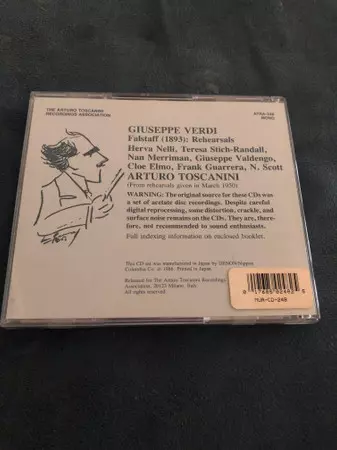 THE ARTURO TOSCANINI
RECORDINGS ASSOCIATION
MONO
GIUSEPPE VERDI
Falstaff (1893): Rehearsals
Herva Nelli, Teresa Stich-Randall,
Nan Merriman, Giuseppe Valdengo,
Cloe Elmo, Frank Guarrera, N. Scott
ARTURO TOSCANINI
(From rehearsals given in March 1950)
WARNING: The original source for these CDs was
a set of acetate disc recordings. Despite careful
digital reprocessing, some distortion, crackle, and
surface noise remains on the CDs. They are, there-
fore, not recommended to sound enthusiasts.
Full indexing information on enclosed booklet.
This CD set was manufactured in Japan by DENON/Nippon
Columbia Co. Printed in Japan.
Released for The Arturo Toscanini Recordings
Association, Milano, Italy.
All rights reserved.
MUR-CD-248